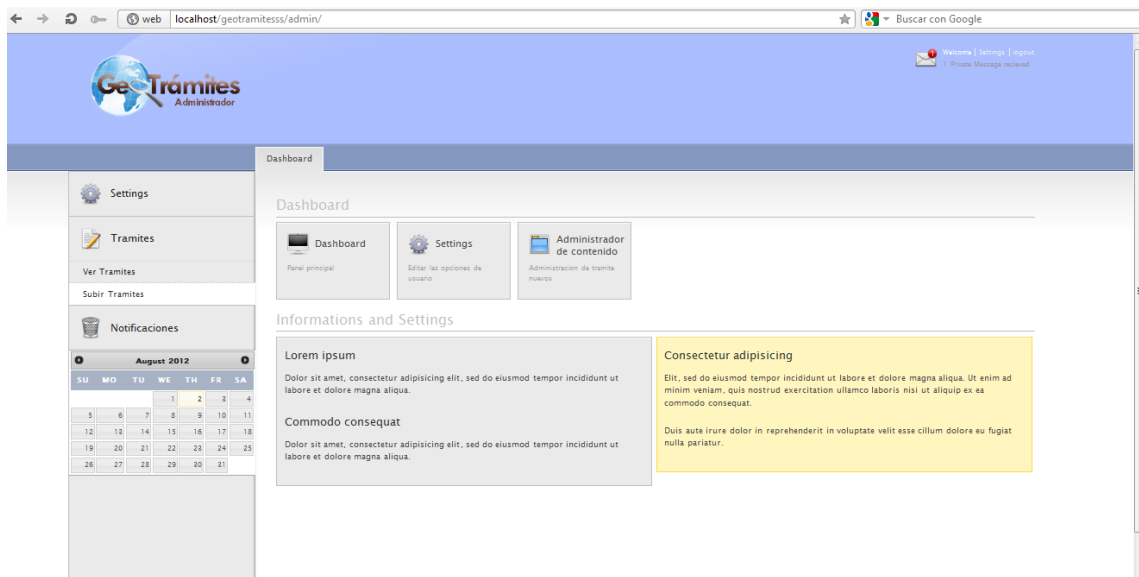 web
localhost/geotramitesss/admin/
Buscar con Google
GeoTrámites
Administrador
1
Welcome | Settings | logout
1 Private Message recieved
Dashboard
Settings
Tramites
Ver Tramites
Subir Tramites
Notificaciones
August 2012
SU MO TU WE TH FR SA
1 2 3 4
5 6 7 8 9 10 11
12 13 14 15 16 17 18
19 20 21 22 23 24 25
26 27 28 29 30 31
Dashboard
Dashboard
Panel principal
Settings
Editar las opciones de
usuario
Administrador
de contenido
Administracion de tramite
nuevos
Informations and Settings
Lorem ipsum
Dolor sit amet, consectetur adipisicing elit, sed do eiusmod tempor incididunt ut
labore et dolore magna aliqua.
Commodo consequat
Dolor sit amet, consectetur adipisicing elit, sed do eiusmod tempor incididunt ut
labore et dolore magna aliqua.
Consectetur adipisicing
Elit, sed do eiusmod tempor incididunt ut labore et dolore magna aliqua. Ut enim ad
minim veniam, quis nostrud exercitation ullamco laboris nisi ut aliquip ex ea
commodo consequat.
Duis aute irure dolor in reprehenderit in voluptate velit esse cillum dolore eu fugiat
nulla pariatur.